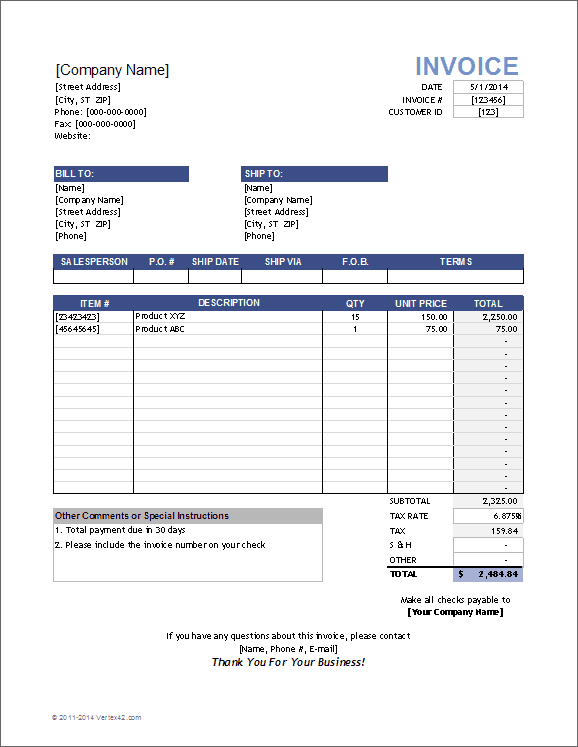 INVOICE
[Company Name]
[Street Address]
[City, ST ZIP]
Phone: [000-000-0000]
Fax: [000-000-0000]
Website:
DATE 5/1/2014
INVOICE # [123456]
CUSTOMER ID [123]
BILL TO:
[Name]
[Company Name]
[Street Address]
[City, ST ZIP]
[Phone]
SHIP TO:
[Name]
[Company Name]
[Street Address]
[City, ST ZIP]
[Phone]
SALESPERSON P.O. # SHIP DATE SHIP VIA F.O.B. TERMS
ITEM # DESCRIPTION QTY UNIT PRICE TOTAL
[23423423] Product XYZ 15 150.00 2,250.00
[45645645] Product ABC 1 75.00 75.00
-
-
-
-
-
-
-
-
-
-
-
-
-
SUBTOTAL 2,325.00
TAX RATE 6.875%
TAX 159.84
S & H -
OTHER -
TOTAL $ 2,484.84
Other Comments or Special Instructions
1. Total payment due in 30 days
2. Please include the invoice number on your check
Make all checks payable to
[Your Company Name]
If you have any questions about this invoice, please contact
[Name, Phone #, E-mail]
Thank You For Your Business!
© 2011-2014 Vertex42.com